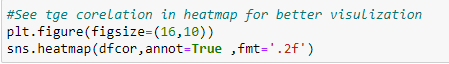 #See tge corelation in heatmap for better visulization
plt.figure(figsize=(16,10))
sns.heatmap(dfcor,annot=True ,fmt='.2f')